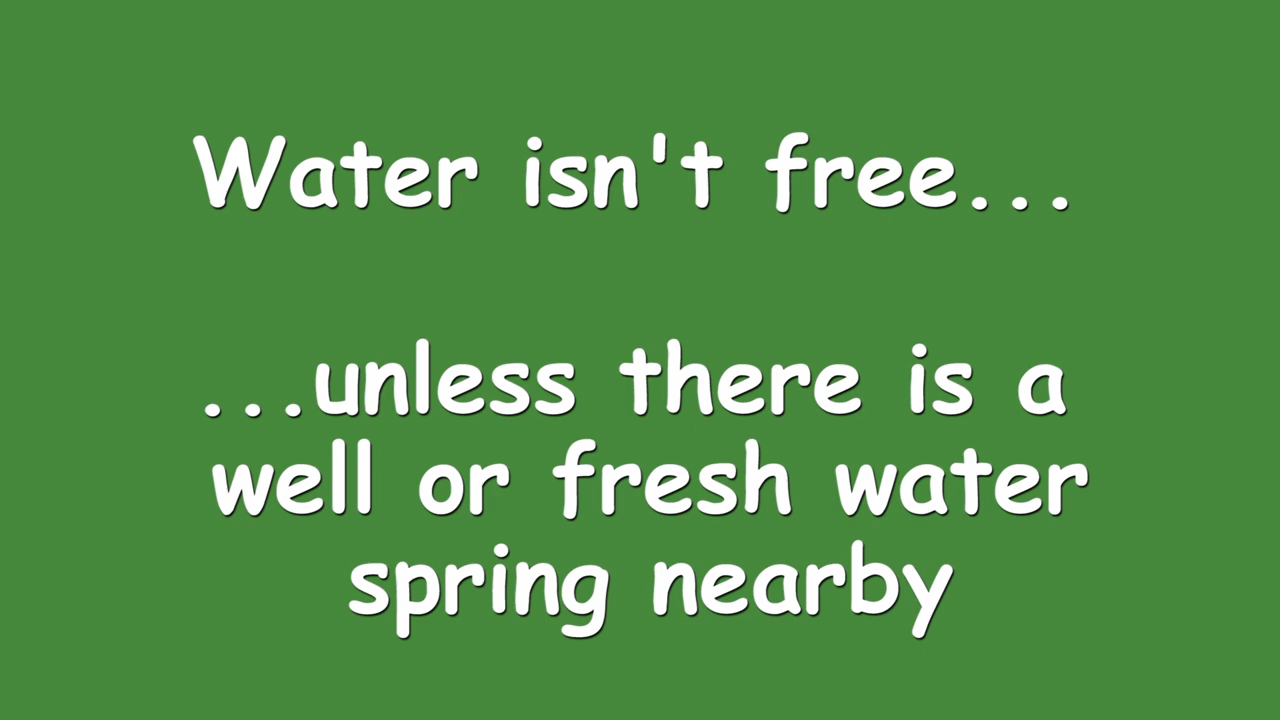 Water isn't free...
...unless there is a
well or fresh water
spring nearby